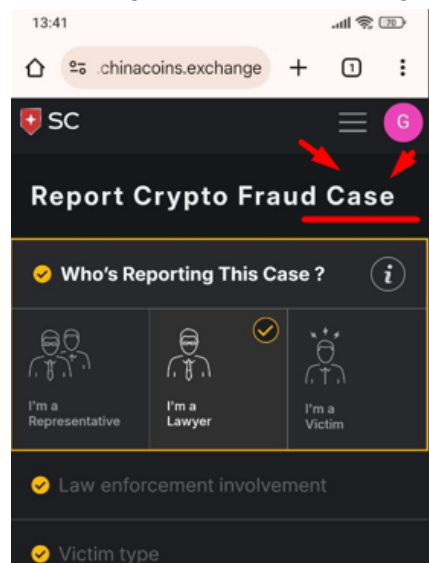 13:41
70
.chinacoins.exchange
1
SC
G
Report Crypto Fraud Case
Who's Reporting This Case ?
i
I'm a
Representative
I'm a
Lawyer
I'm a
Victim
Law enforcement involvement
Victim type